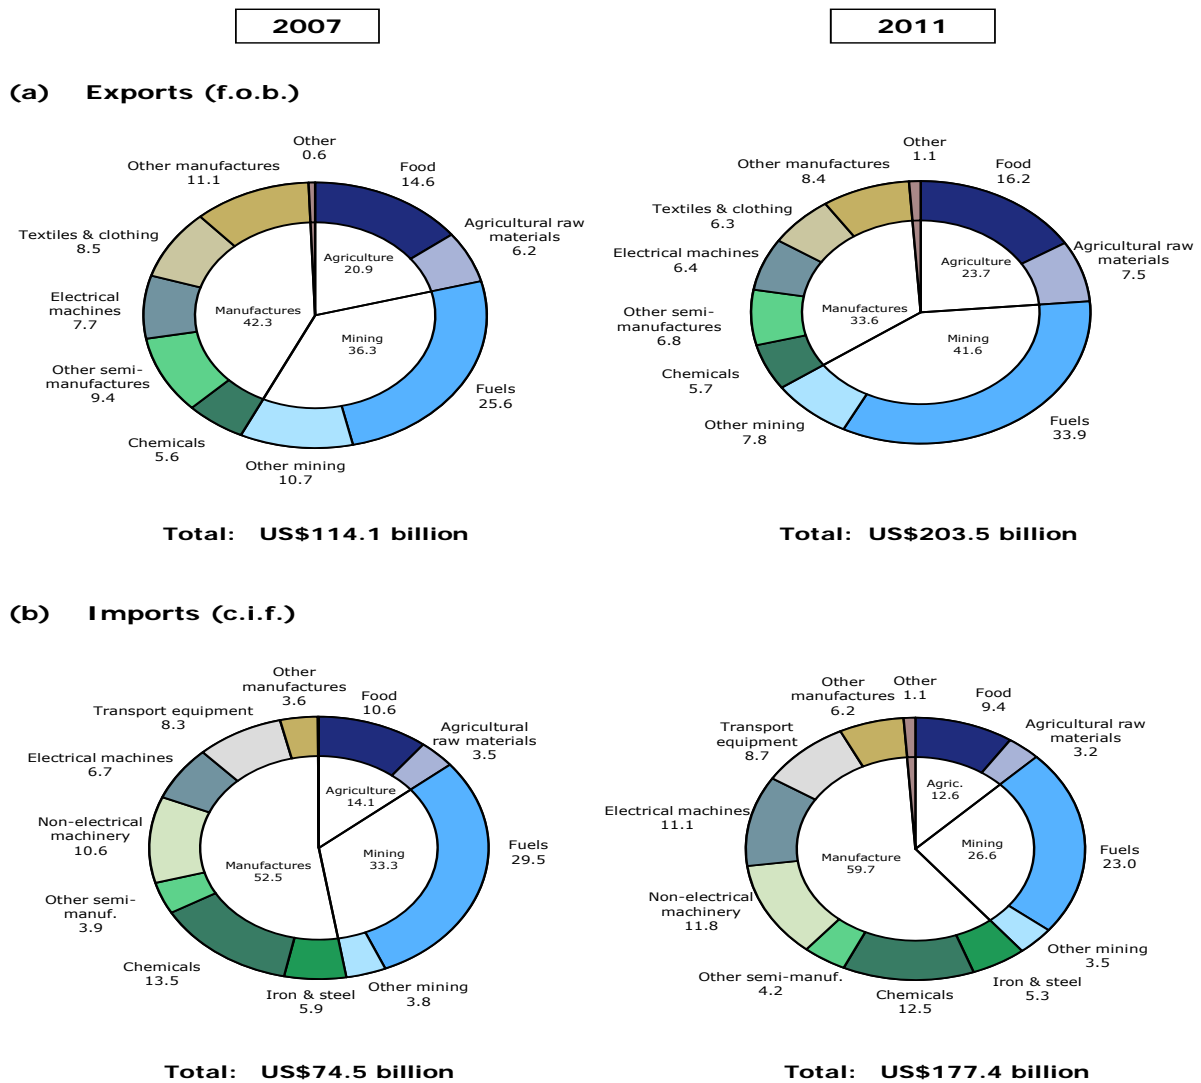 2007
2011
(a) Exports (f.o.b.)
Other
0.6
Food
14.6
Agricultural raw
materials
6.2
Fuels
25.6
Other mining
10.7
Chemicals
5.6
Other semi-
manufactures
9.4
Electrical
machines
7.7
Textiles & clothing
8.5
Other manufactures
11.1
Agriculture
20.9
Mining
36.3
Manufactures
42.3
Total: US$114.1 billion
Other
1.1
Food
16.2
Agricultural raw
materials
7.5
Fuels
33.9
Other mining
7.8
Chemicals
5.7
Other semi-
manufactures
6.8
Electrical machines
6.4
Textiles & clothing
6.3
Other manufactures
8.4
Agriculture
23.7
Mining
41.6
Manufactures
33.6
Total: US$203.5 billion
(b) Imports (c.i.f.)
Other
manufactures
3.6
Food
10.6
Agricultural
raw materials
3.5
Fuels
29.5
Other mining
3.8
Iron & steel
5.9
Chemicals
13.5
Other semi-
manuf.
3.9
Non-electrical
machinery
10.6
Electrical machines
6.7
Transport equipment
8.3
Agriculture
14.1
Mining
33.3
Manufactures
52.5
Total: US$74.5 billion
Other
1.1
Food
9.4
Agricultural raw
materials
3.2
Fuels
23.0
Other mining
3.5
Iron & steel
5.3
Chemicals
12.5
Other semi-manuf.
4.2
Non-electrical
machinery
11.8
Electrical machines
11.1
Transport
equipment
8.7
Other
manufactures
6.2
Agric.
12.6
Mining
26.6
Manufactures
59.7
Total: US$177.4 billion